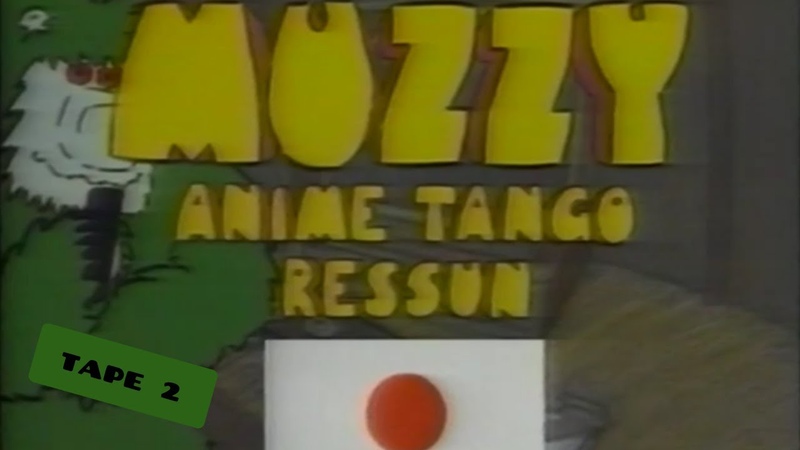 MUZZY
ANIME TANGO
RESSUN
TAPE 2